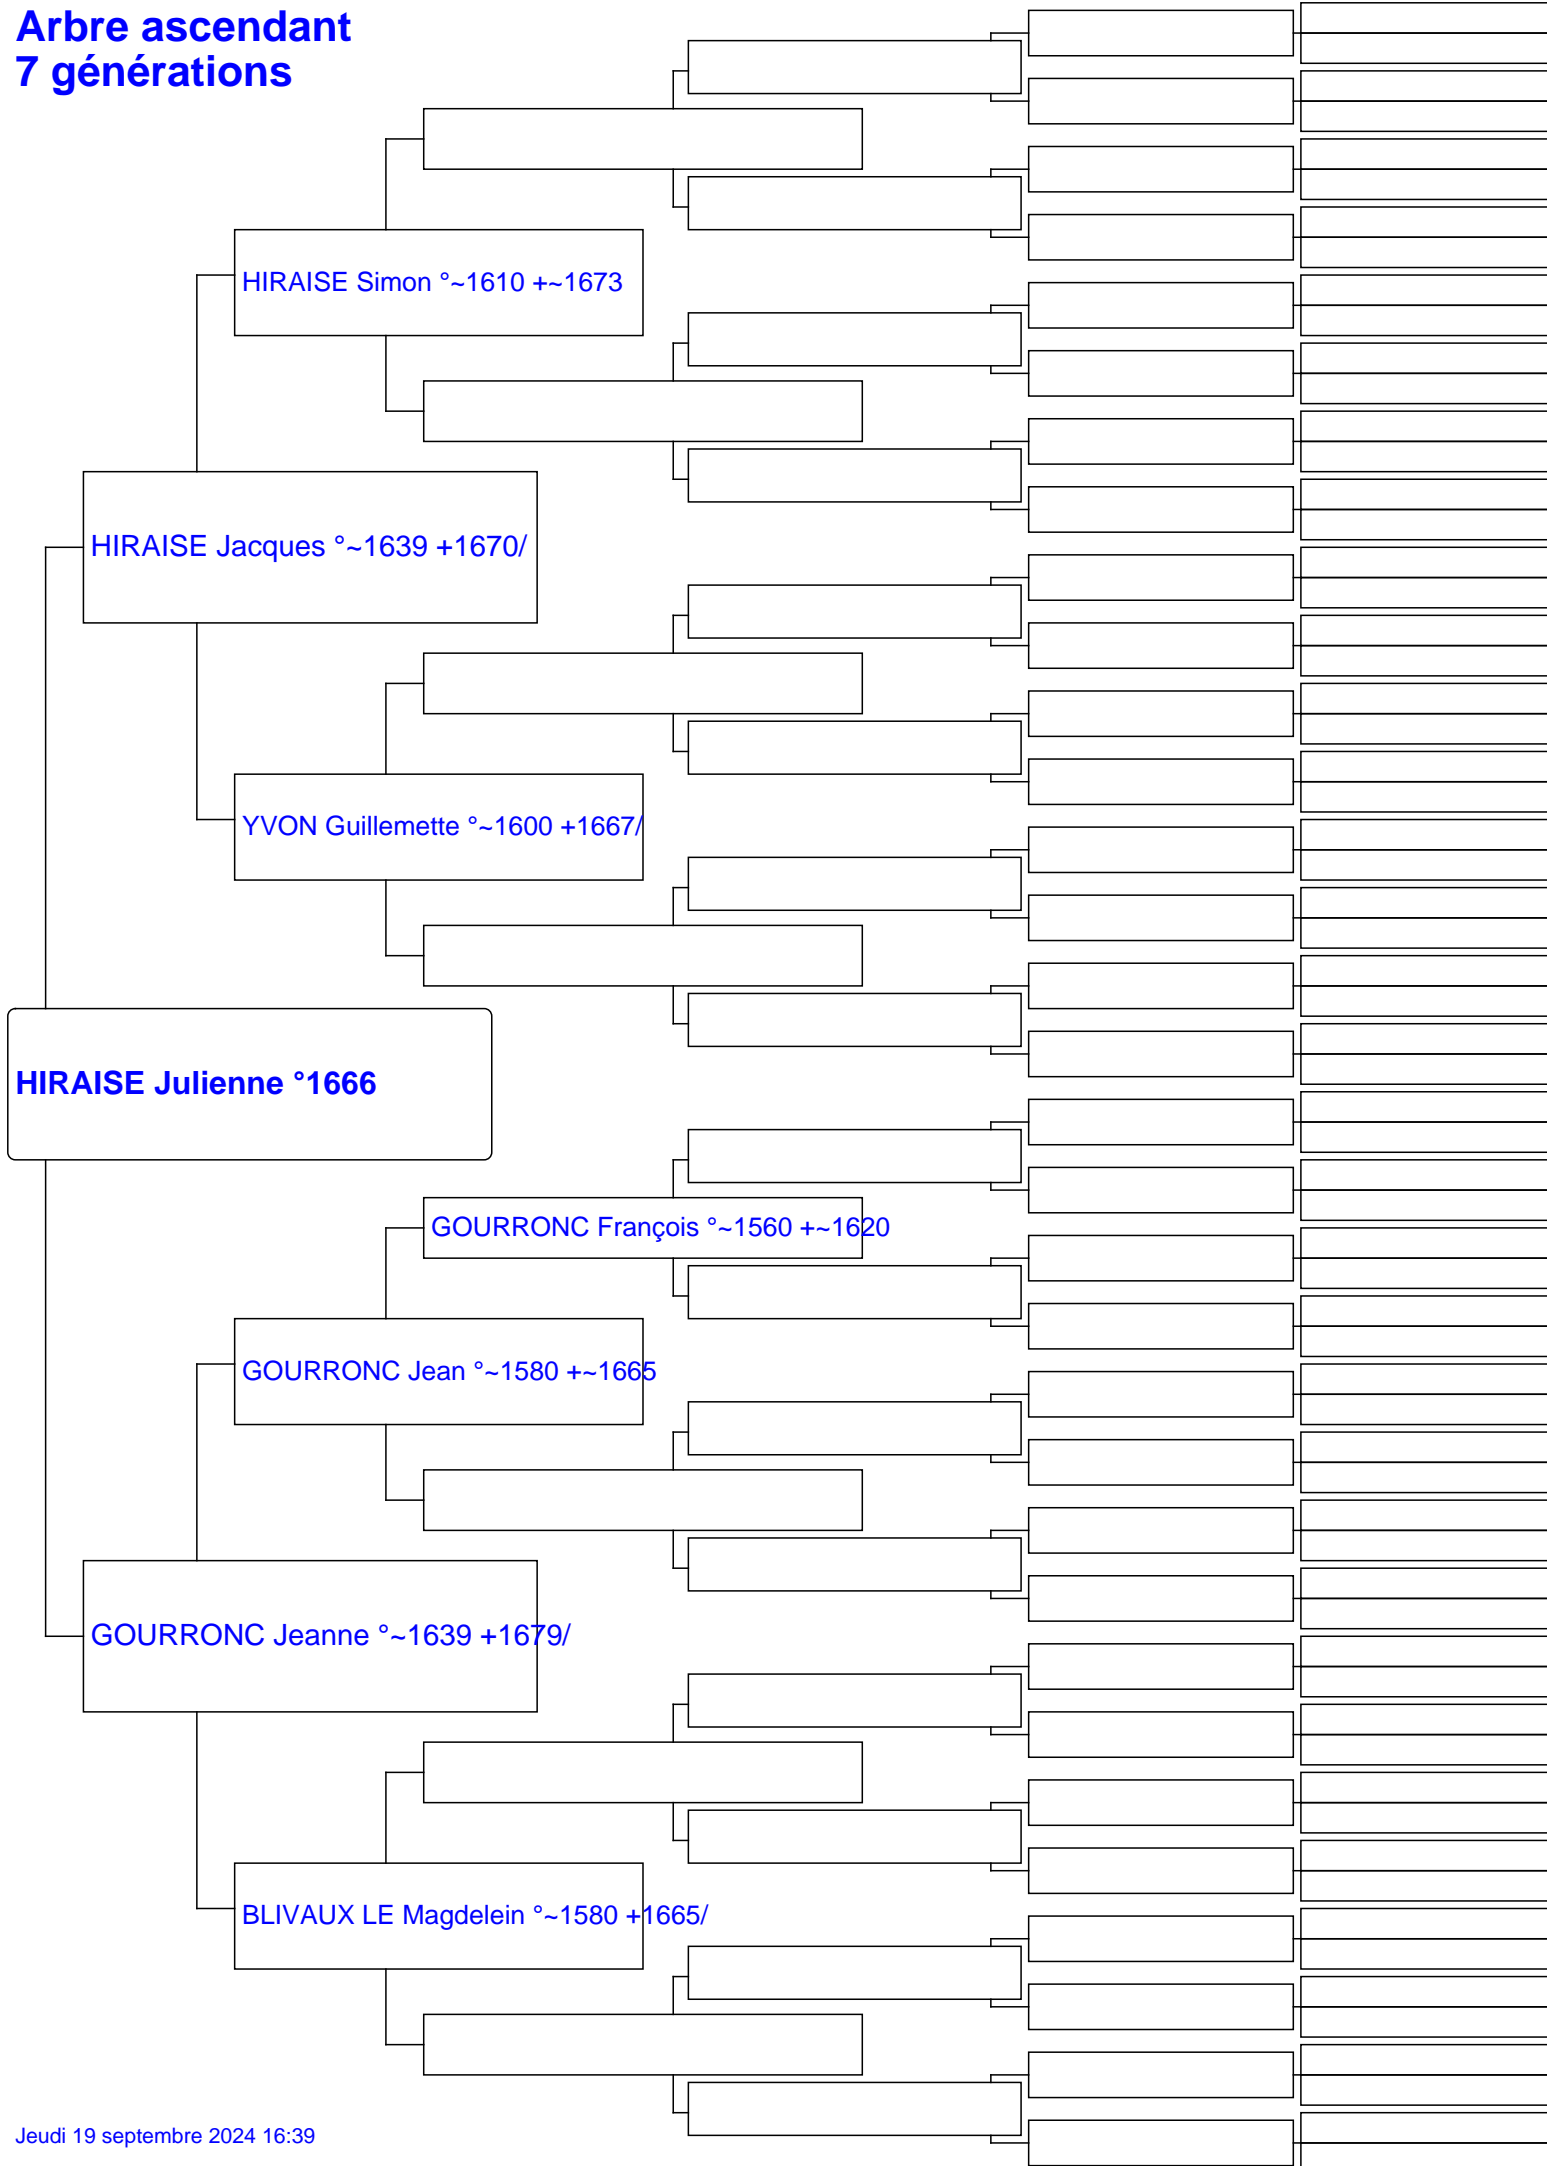 Arbre ascendant
7 générations
HIRAISE Simon °~1610 +~1673
HIRAISE Jacques °~1639 +1670/
YVON Guillemette °~1600 +1667/
HIRAISE Julienne °1666
GOURRONC François °~1560 +~1620
GOURRONC Jean °~1580 +~1665
GOURRONC Jeanne °~1639 +1679/
BLIVAUX LE Magdelein °~1580 +1665/
Jeudi 19 septembre 2024 16:39